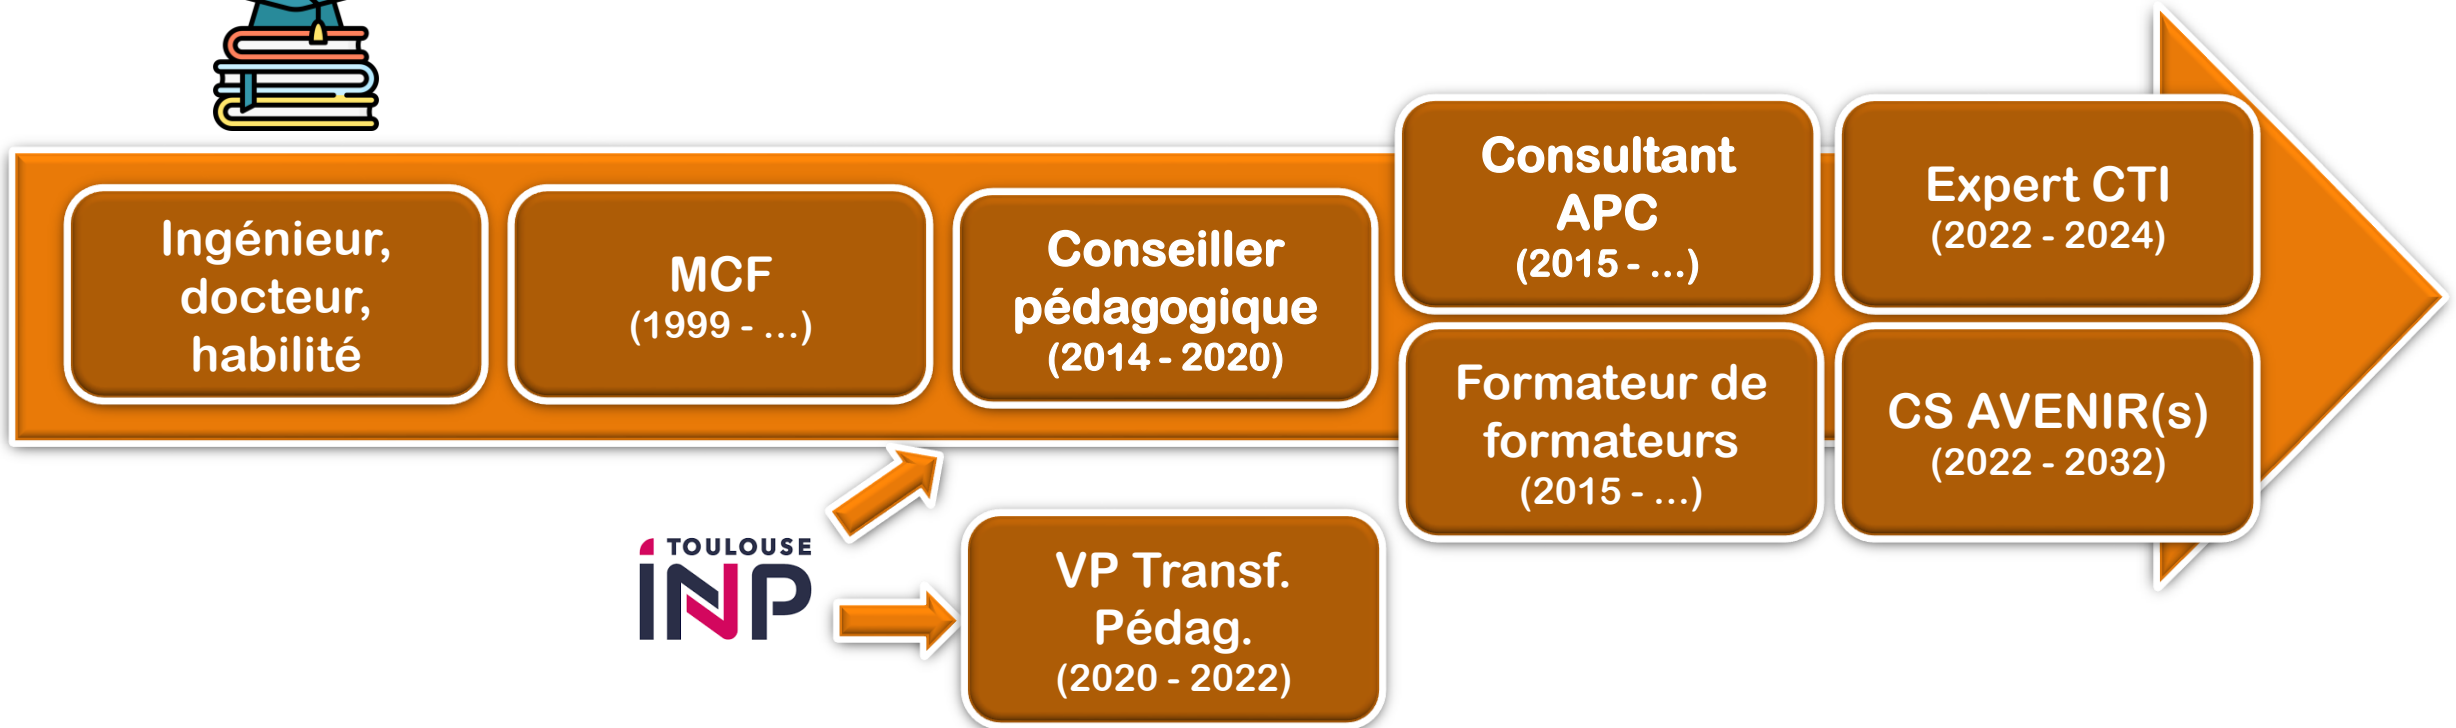 Ingénieur,
docteur,
habilité
MCF
(1999 - ...)
Conseiller
pédagogique
(2014 - 2020)
Consultant
APC
(2015 - ...)
Formateur de
formateurs
(2015 - ...)
Expert CTI
(2022 - 2024)
CS AVENIR(s)
(2022 - 2032)
TOULOUSE
INP
VP Transf.
Pédag.
(2020 - 2022)